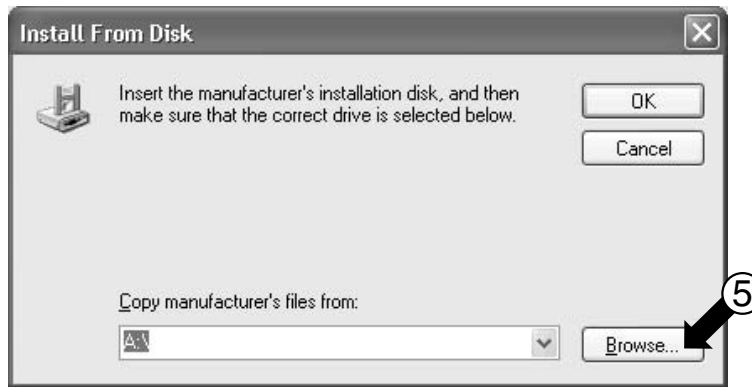 Install From Disk
Insert the manufacturer's installation disk, and then
make sure that the correct drive is selected below.
OK
Cancel
Copy manufacturer's files from:
A:\
Browse...
5